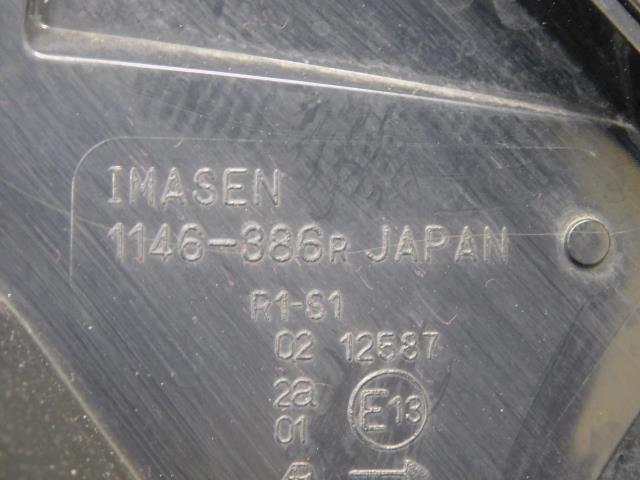 IMASEN
1146-386R JAPAN
R1-S1
02 12587
2a E13
01